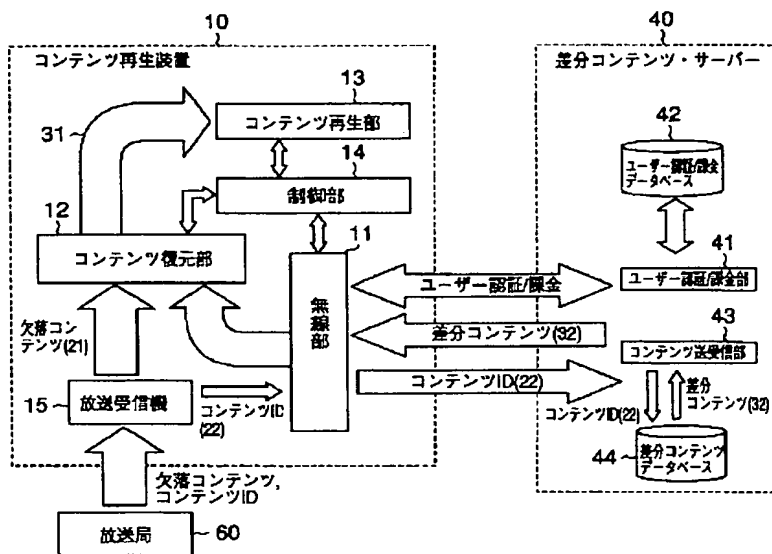 10
コンテンツ再生装置
13
コンテンツ再生部
31
14
制御部
12
コンテンツ復元部
11
無線部
欠落コン
テンツ(21)
15
放送受信機
コンテンツID
(22)
欠落コンテンツ,
コンテンツID
放送局
60
ユーザー認証/課金
差分コンテンツ(32)
コンテンツID(22)
40
差分コンテンツ・サーバー
42
ユーザー認証/課金
データベース
41
ユーザー認証/課金部
43
コンテンツ送受信部
差分
コンテンツ(32)
コンテンツID(22)
44
差分コンテンツ
データベース